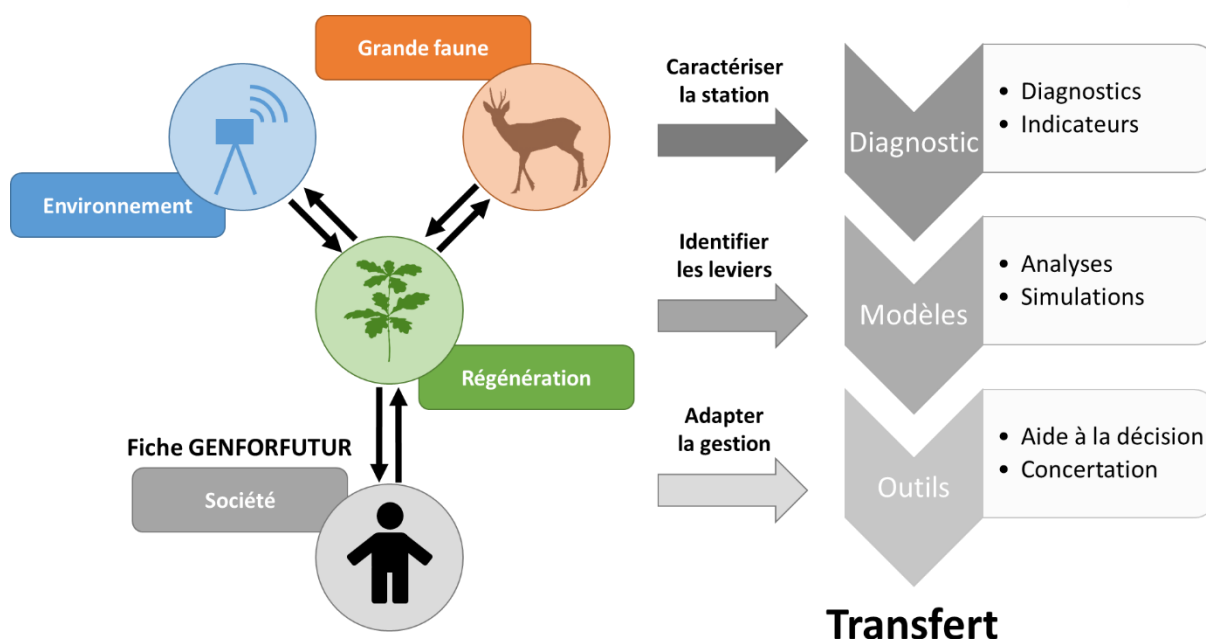 Grande faune
Environnement
Régénération
Fiche GENFORFUTUR
Société
Caractériser
la station
Diagnostic
• Diagnostics
• Indicateurs
Identifier
les leviers
Modèles
• Analyses
• Simulations
Adapter
la gestion
Outils
• Aide à la décision
• Concertation
Transfert